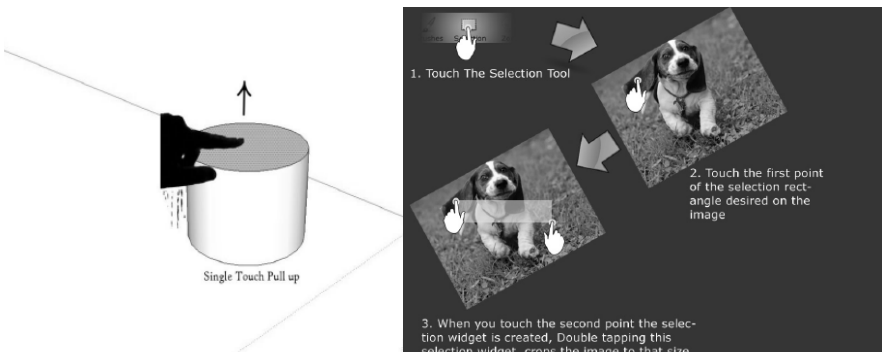 Single Touch Pull up
Selection
1. Touch The Selection Tool
2. Touch the first point
of the selection rect-
angle desired on the
image
3. When you touch the second point the selec-
tion widget is created, Double tapping this
selection widget, crops the image to that size